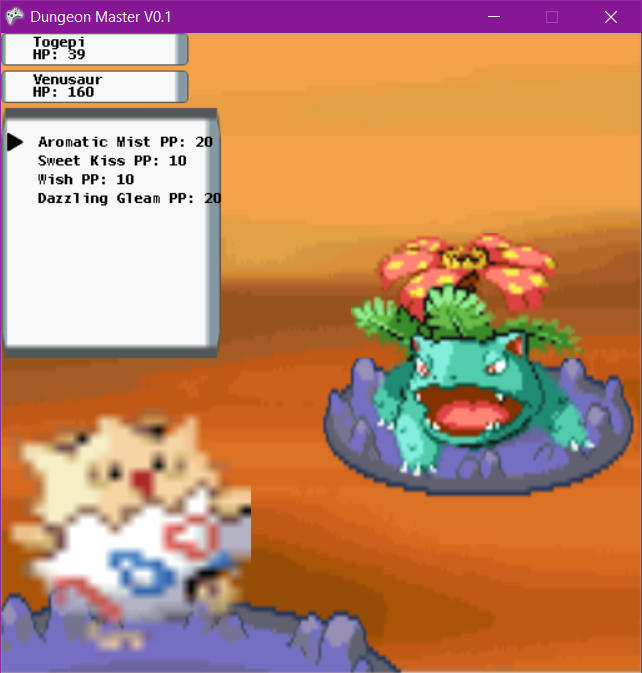 Dungeon Master V0.1
Togepi
HP: 39
Venusaur
HP: 160
Aromatic Mist PP: 20
Sweet Kiss PP: 10
Wish PP: 10
Dazzling Gleam PP: 20